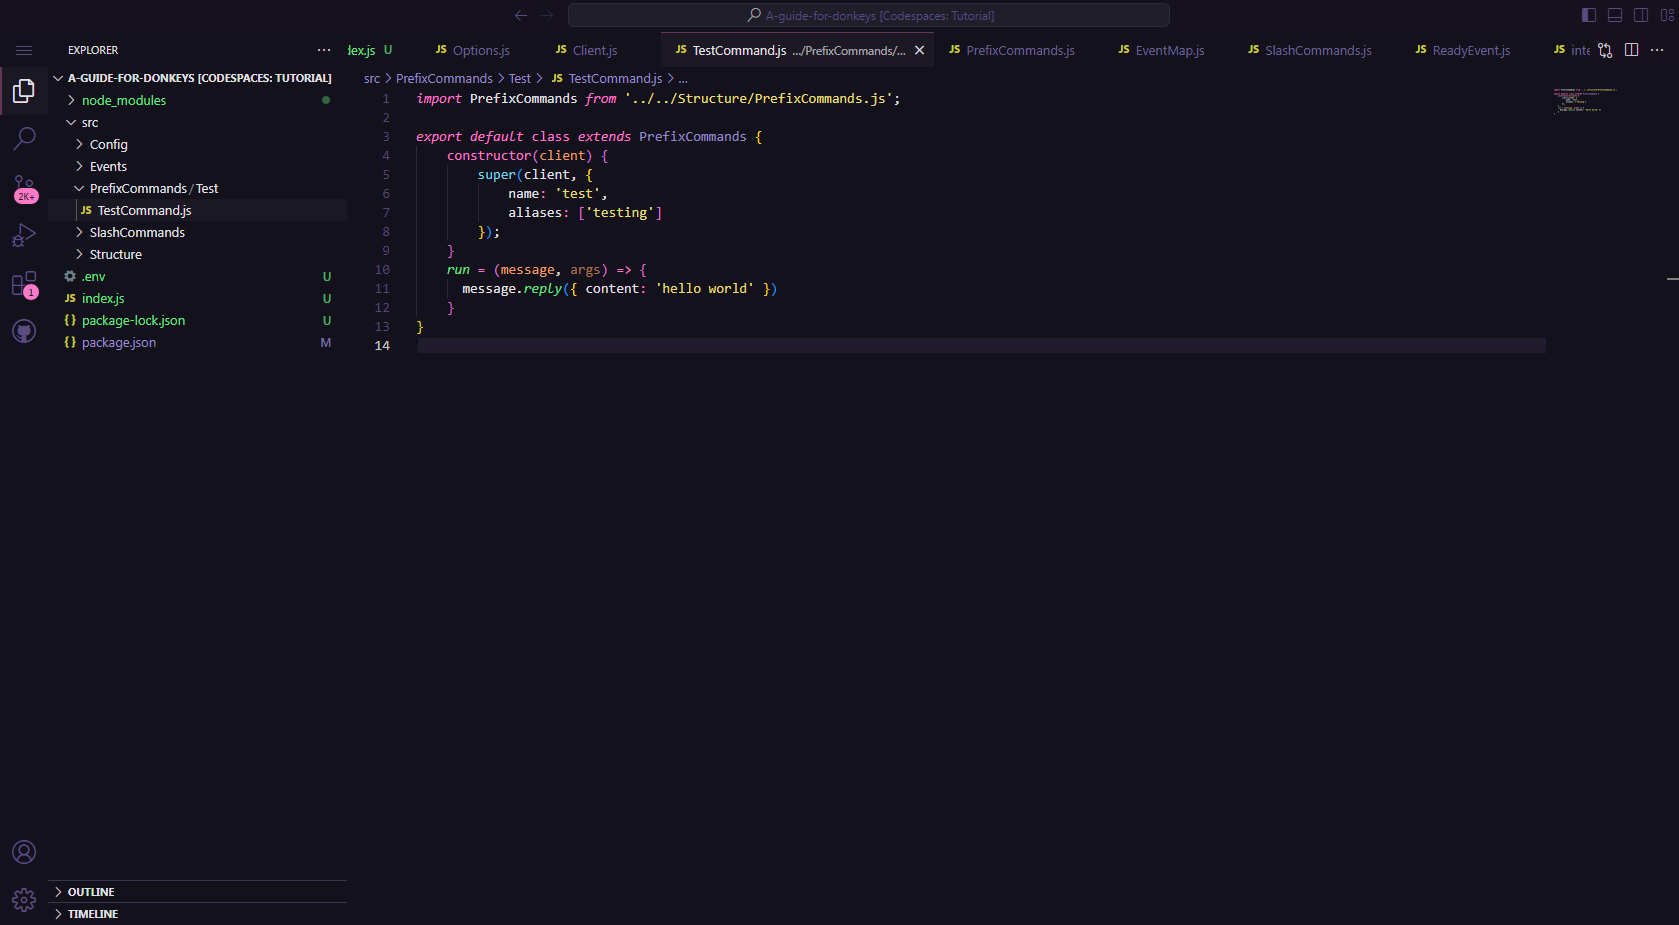 A-guide-for-donkeys [Codespaces: Tutorial]
EXPLORER
dex.js U
JS Options.js
JS Client.js
JS TestCommand.js .../PrefixCommands/...
JS PrefixCommands.js
JS EventMap.js
JS SlashCommands.js
JS ReadyEvent.js
JS inte
A-GUIDE-FOR-DONKEYS [CODESPACES: TUTORIAL]
node_modules
src
Config
Events
PrefixCommands / Test
JS TestCommand.js
SlashCommands
Structure
.env U
JS index.js U
{} package-lock.json U
{} package.json M
2K+
1
OUTLINE
TIMELINE
src > PrefixCommands > Test > JS TestCommand.js > ...
1 import PrefixCommands from '../../Structure/PrefixCommands.js';
2
3 export default class extends PrefixCommands {
4 constructor(client) {
5 super(client, {
6 name: 'test',
7 aliases: ['testing']
8 });
9 }
10 run = (message, args) => {
11 message.reply({ content: 'hello world' })
12 }
13 }
14